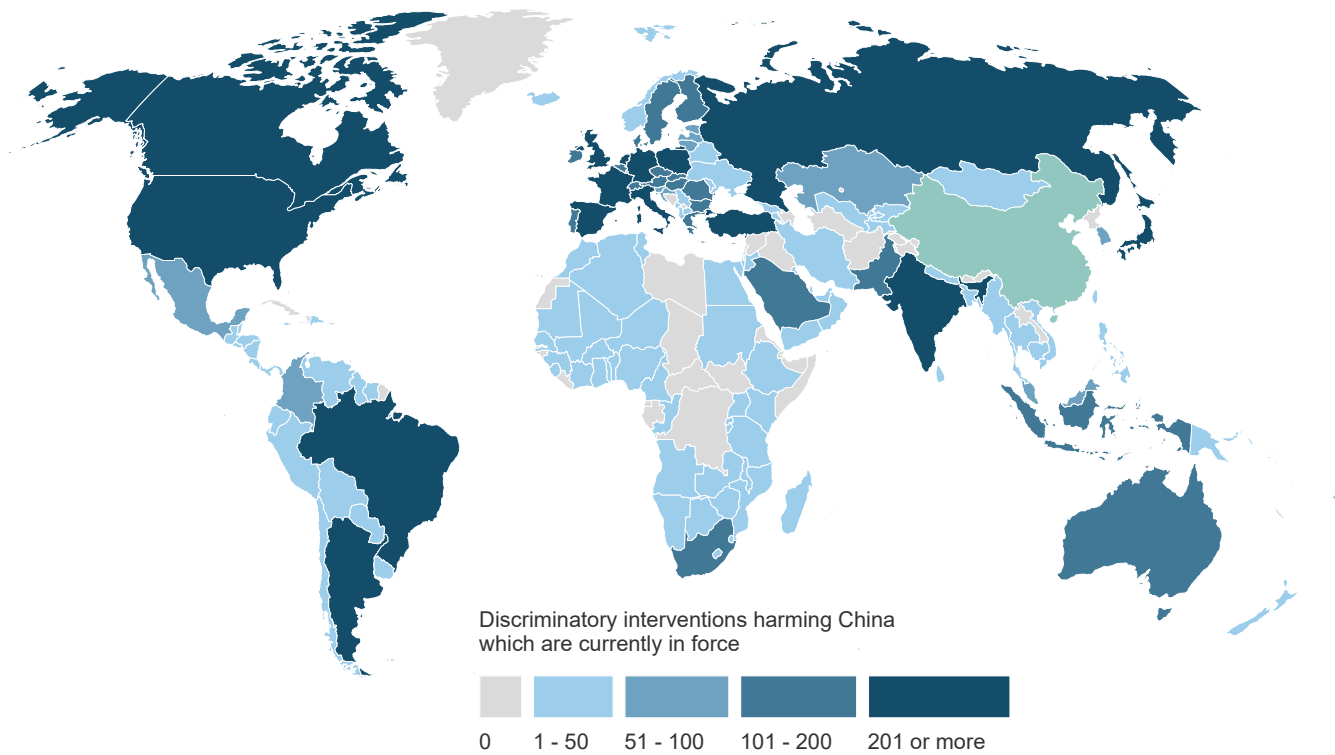 Discriminatory interventions harming China
which are currently in force
0 1 - 50 51 - 100 101 - 200 201 or more